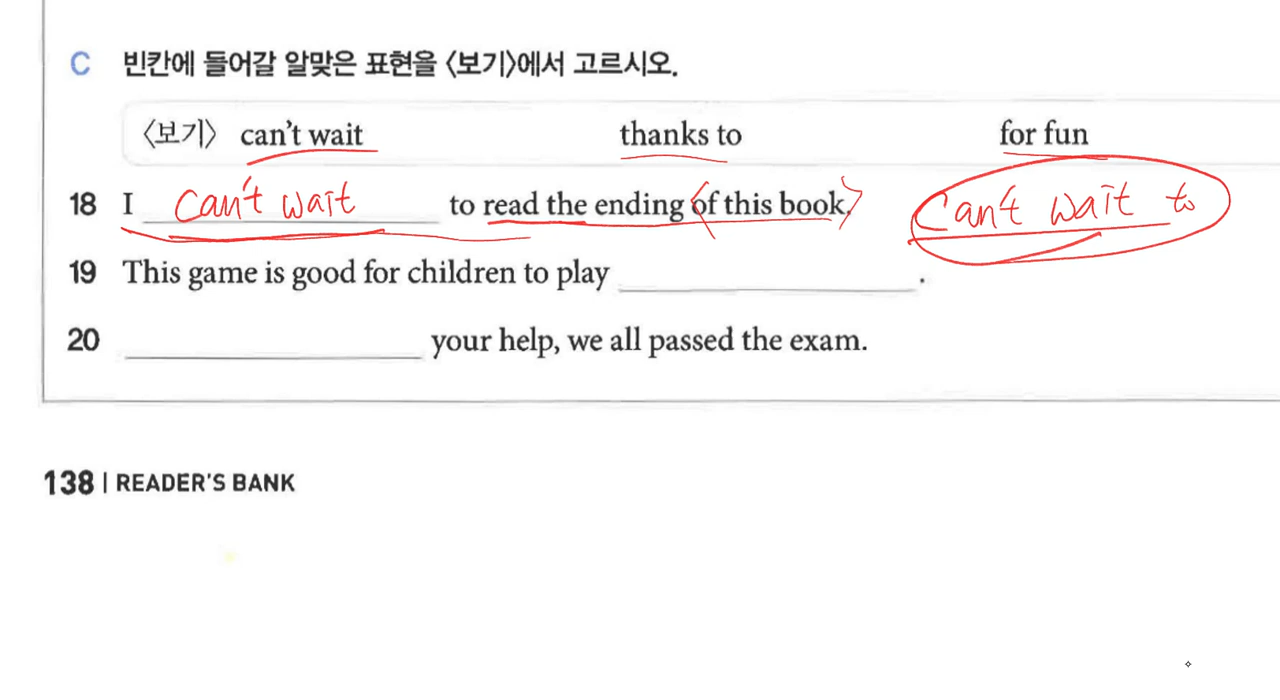 C 빈칸에 들어갈 알맞은 표현을 〈보기〉에서 고르시오.
〈보기〉 can't wait thanks to for fun
18 I can't wait to read the ending of this book. Can't wait to
19 This game is good for children to play ____________.
20 ____________ your help, we all passed the exam.
138 | READER'S BANK